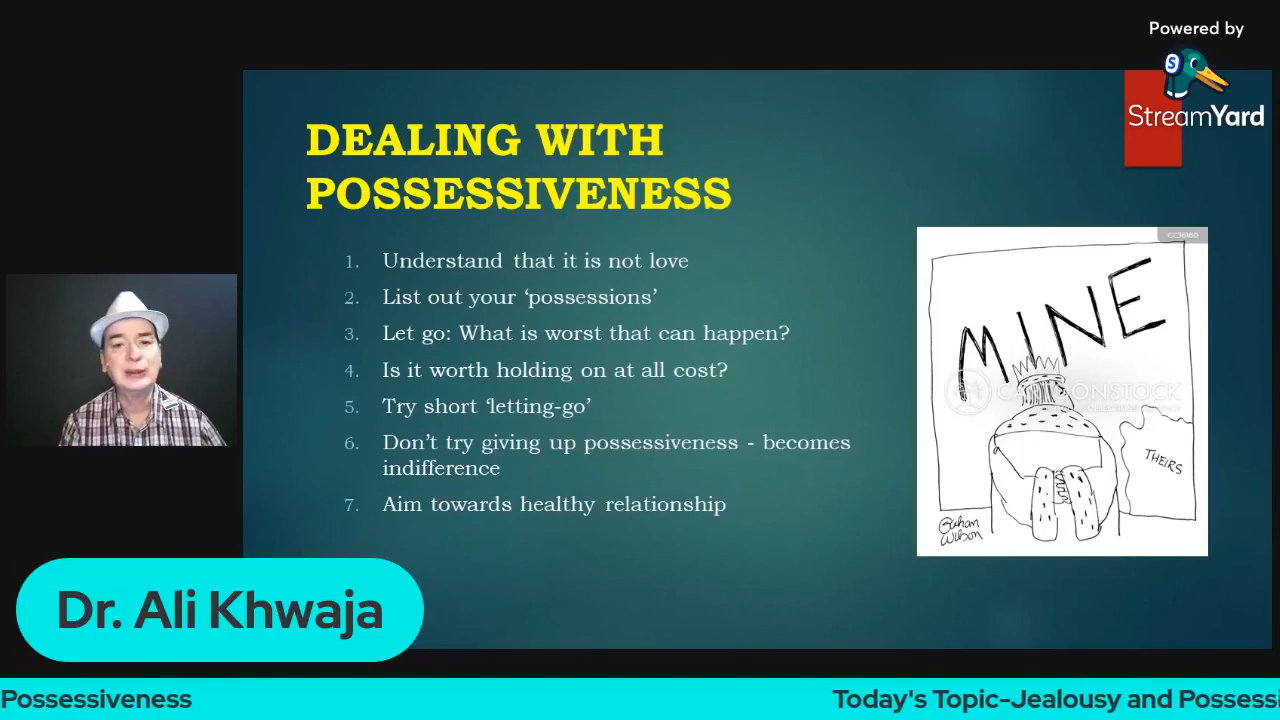 Powered by
StreamYard
DEALING WITH
POSSESSIVENESS
1. Understand that it is not love
2. List out your ‘possessions’
3. Let go: What is worst that can happen?
4. Is it worth holding on at all cost?
5. Try short ‘letting-go’
6. Don’t try giving up possessiveness - becomes
indifference
7. Aim towards healthy relationship
MINE
THEIRS
Dr. Ali Khwaja
Possessiveness
Today's Topic-Jealousy and Possessi